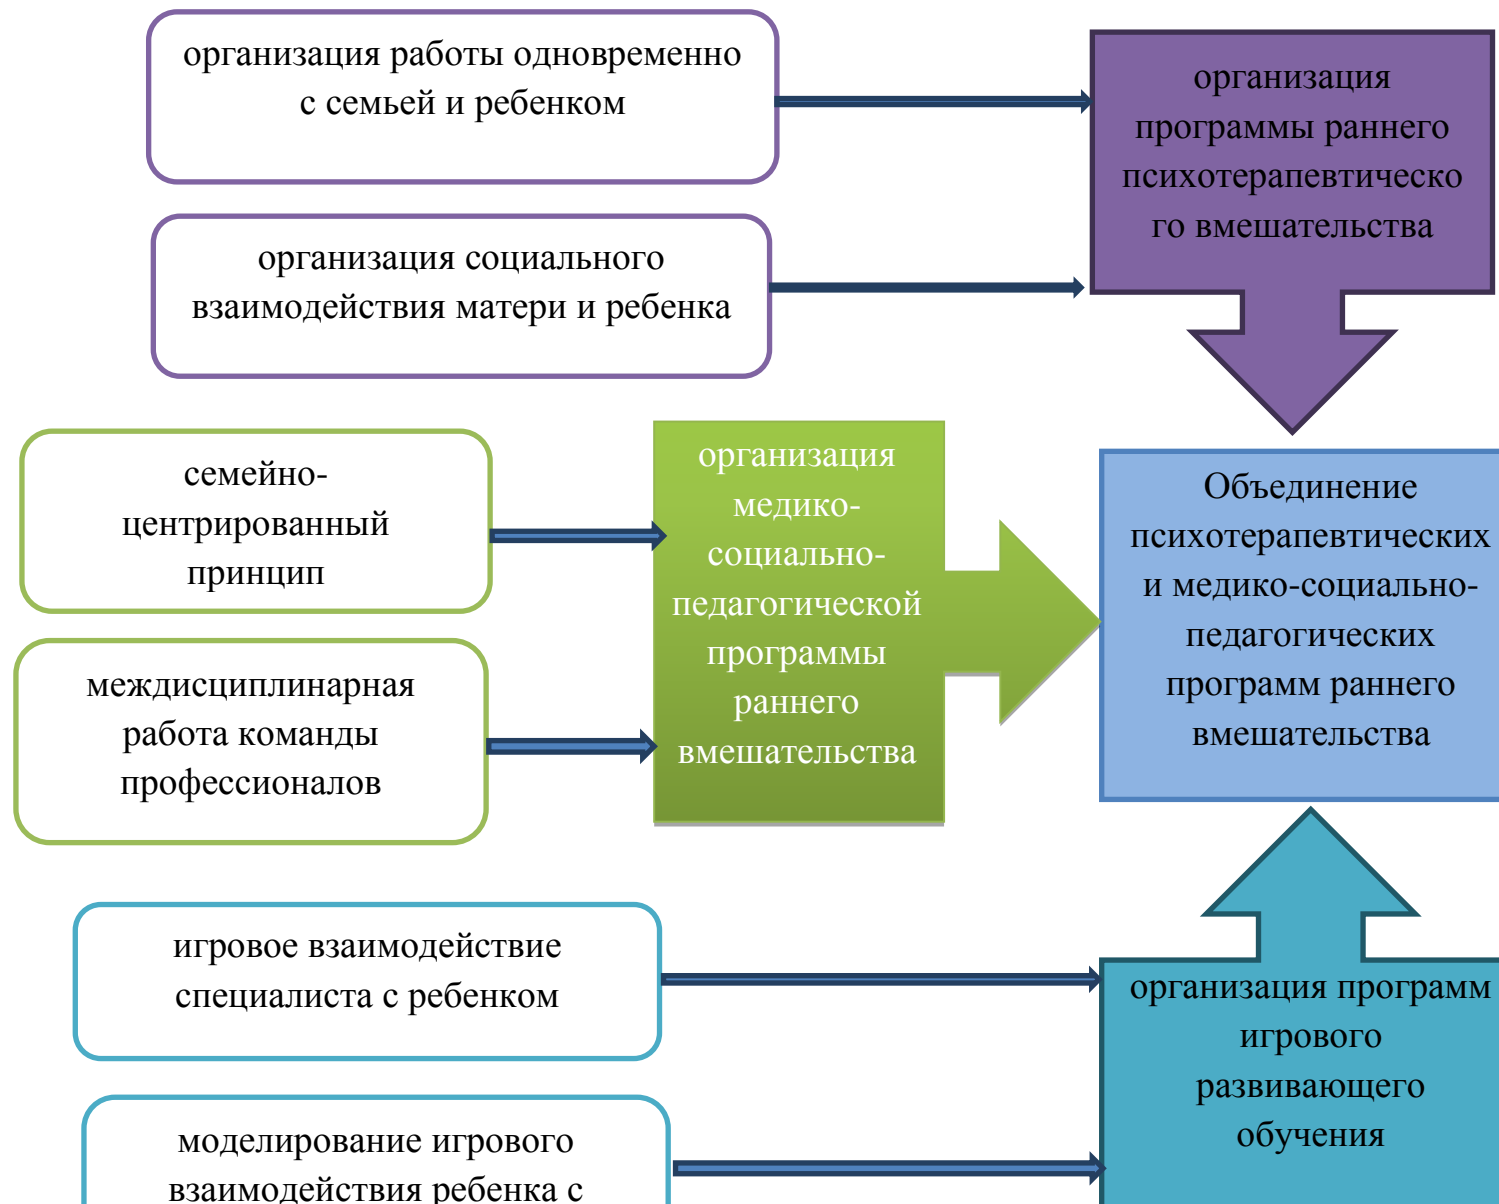 организация работы одновременно
с семьей и ребенком
организация
программы раннего
психотерапевтическо
го вмешательства
организация социального
взаимодействия матери и ребенка
семейно-
центрированный
принцип
междисциплинарная
работа команды
профессионалов
организация
медико-
социально-
педагогической
программы
раннего
вмешательства
Объединение
психотерапевтических
и медико-социально-
педагогических
программ раннего
вмешательства
игровое взаимодействие
специалиста с ребенком
моделирование игрового
взаимодействия ребенка с
организация программ
игрового
развивающего
обучения